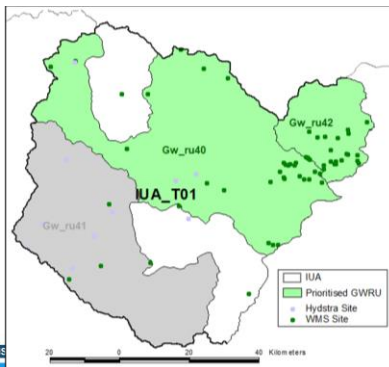 Gw_ru42
Gw_ru40
IUA_T01
Gw_ru41
IUA
Prioritised GWRU
Hydstra Site
WMS Site
20 0 20 40 Kilometers